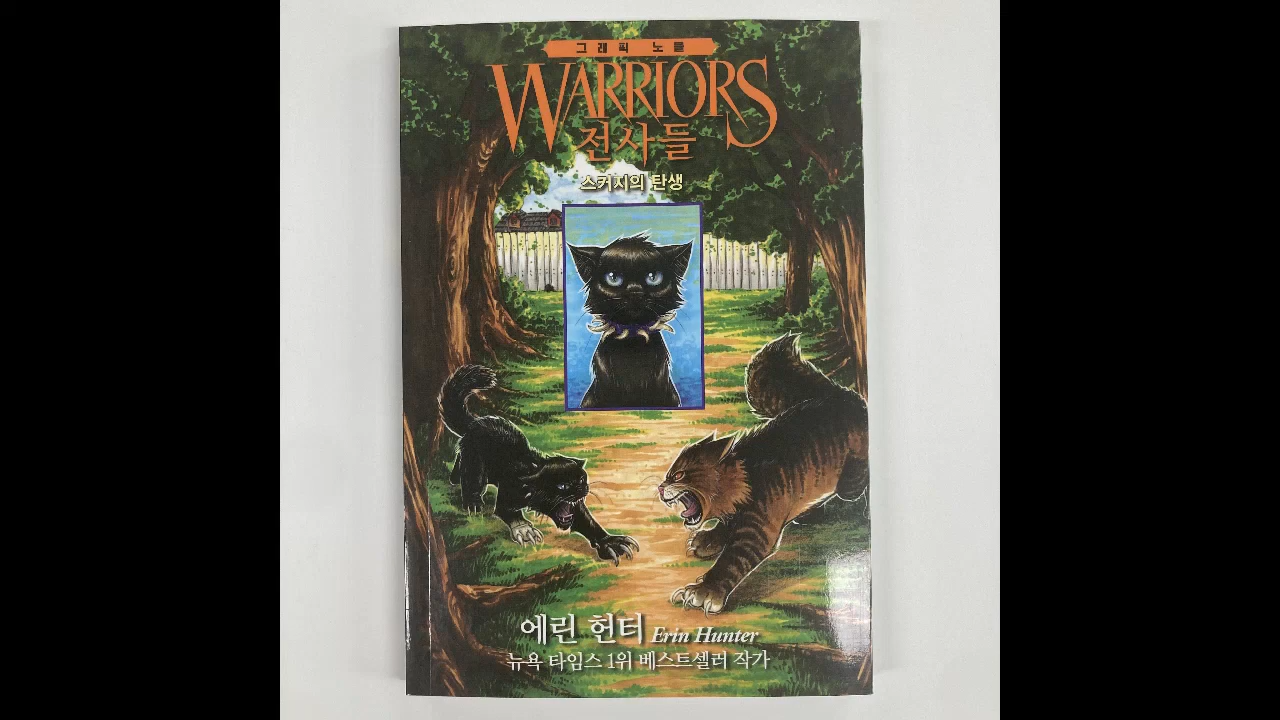 그래픽 노블
WARRIORS
전사들
스커지의 탄생
에린 헌터 Erin Hunter
뉴욕 타임스 1위 베스트셀러 작가